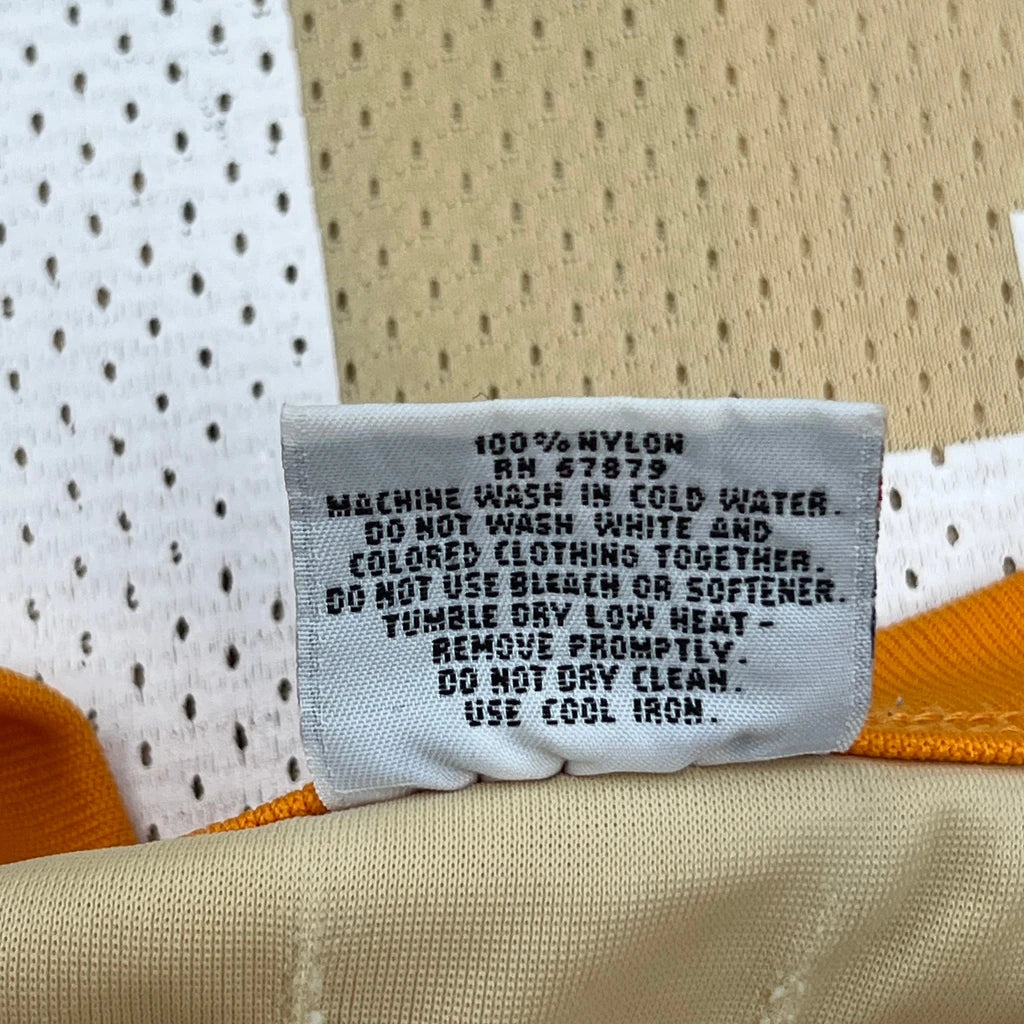 100% NYLON
RN 67879
MACHINE WASH IN COLD WATER.
DO NOT WASH WHITE AND
COLORED CLOTHING TOGETHER.
DO NOT USE BLEACH OR SOFTENER.
TUMBLE DRY LOW HEAT -
REMOVE PROMPTLY.
DO NOT DRY CLEAN.
USE COOL IRON.